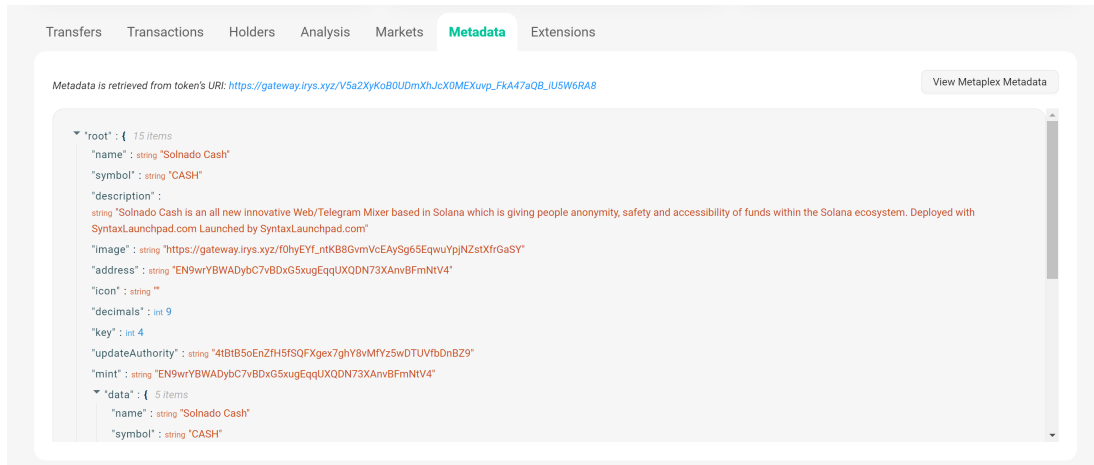 Transfers Transactions Holders Analysis Markets Metadata Extensions
Metadata is retrieved from token's URI: https://gateway.irys.xyz/V5a2XyKoB0UDmXhJcX0MEXuvp_FkA47aQB_iU5W6RA8
View Metaplex Metadata
"root" : { 15 items
"name" : string "Solnado Cash"
"symbol" : string "CASH"
"description" :
string "Solnado Cash is an all new innovative Web/Telegram Mixer based in Solana which is giving people anonymity, safety and accessibility of funds within the Solana ecosystem. Deployed with
SyntaxLaunchpad.com Launched by SyntaxLaunchpad.com"
"image" : string "https://gateway.irys.xyz/f0hyEYf_ntKB8GvmVcEAySg65EqwuYpjNZstXfrGaSY"
"address" : string "EN9wrYBWADybC7vBDxG5xugEqqUXQDN73XAnvBFmNtV4"
"icon" : string ""
"decimals" : int 9
"key" : int 4
"updateAuthority" : string "4tBtB5oEnZfH5fSQFXgex7ghY8vMfYz5wDTUVfbDnBZ9"
"mint" : string "EN9wrYBWADybC7vBDxG5xugEqqUXQDN73XAnvBFmNtV4"
"data" : { 5 items
"name" : string "Solnado Cash"
"symbol" : string "CASH"